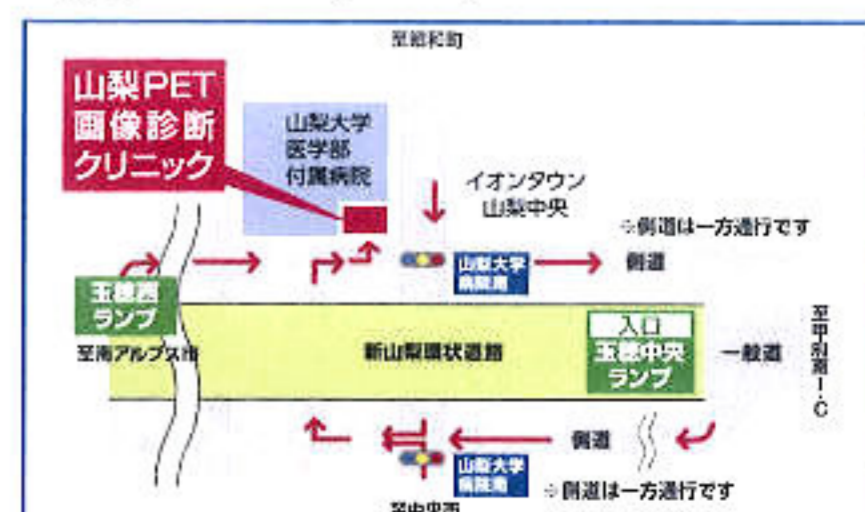 至昭和町
山梨PET
画像診断
クリニック
山梨大学
医学部
付属病院
イオンタウン
山梨中央
※側道は一方通行です
山梨大学
病院南
側道
玉穂西
ランプ
至南アルプス市
新山梨環状道路
入口
玉穂中央
ランプ
一般道
至甲府南I・C
側道
山梨大学
病院南
※側道は一方通行です
至中央市